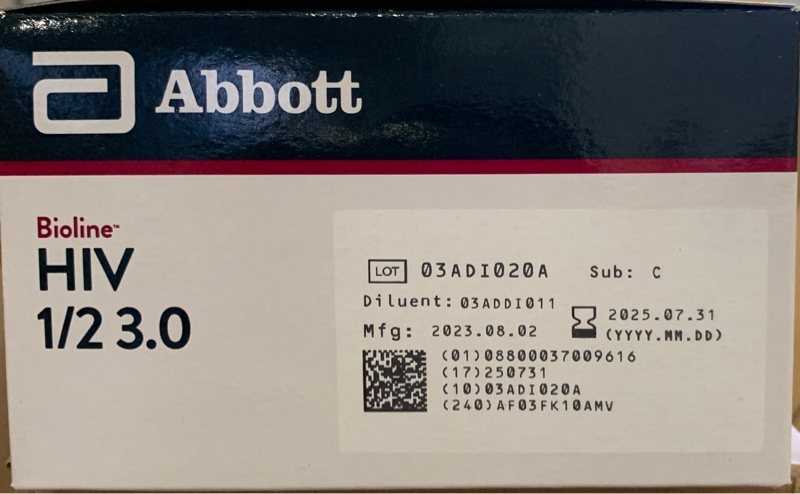 Abbott
Bioline™
HIV
1/2 3.0
LOT 03ADI020A Sub: C
Diluent: 03ADDI011
Mfg: 2023.08.02
2025.07.31
(YYYY.MM.DD)
(01)08800037009616
(17)250731
(10)03ADI020A
(240)AF03FK10AMV